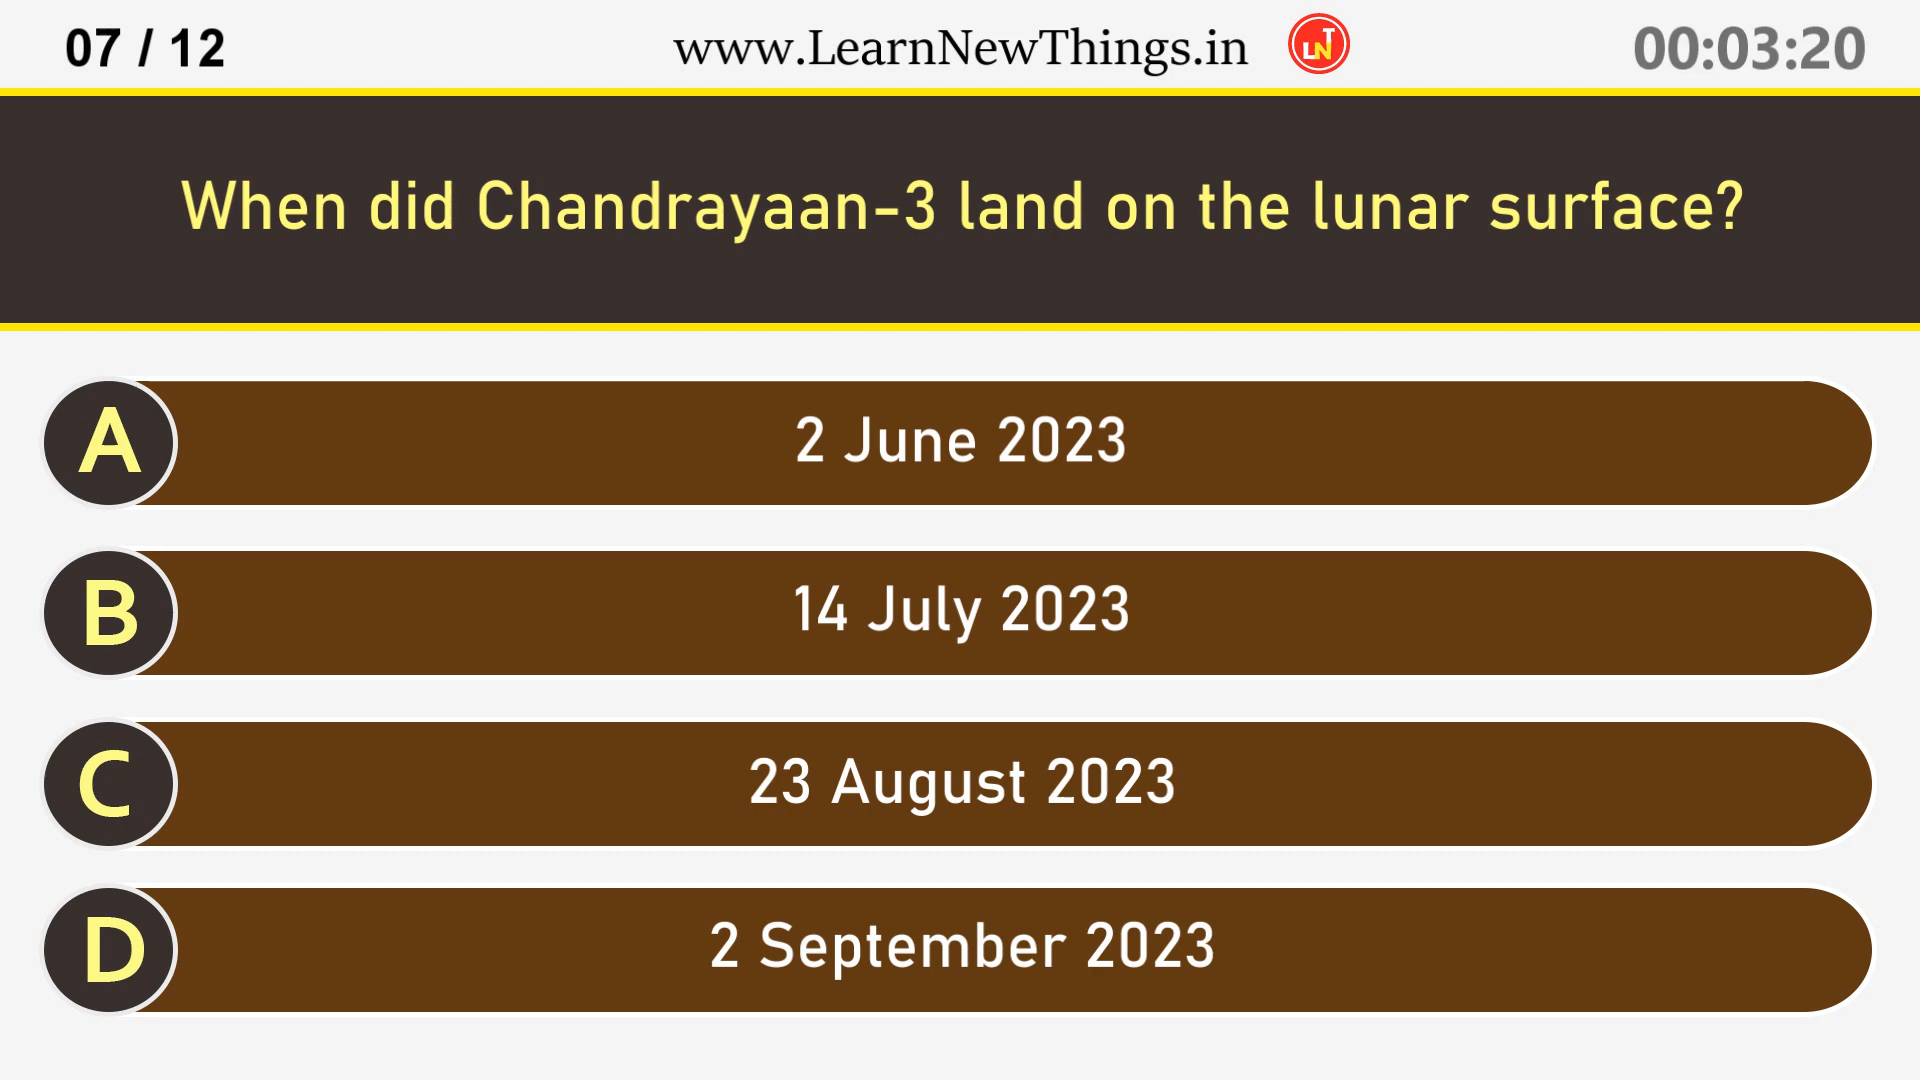 07 / 12
www.LearnNewThings.in
LNT
00:03:20
When did Chandrayaan-3 land on the lunar surface?
A
2 June 2023
B
14 July 2023
C
23 August 2023
D
2 September 2023